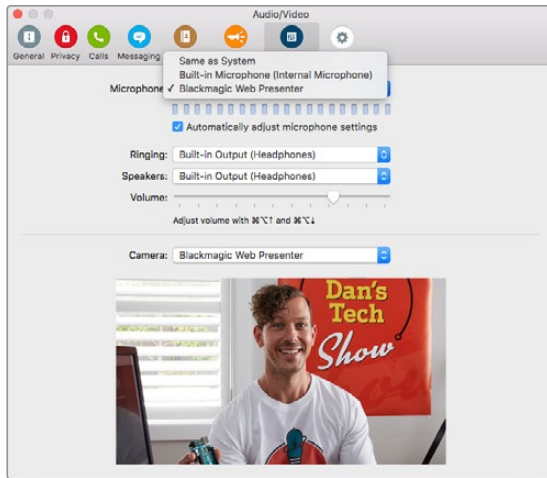 Audio/Video
General Privacy Calls Messaging
Same as System
Built-in Microphone (Internal Microphone)
Microphone ✓ Blackmagic Web Presenter
Automatically adjust microphone settings
Ringing: Built-in Output (Headphones)
Speakers: Built-in Output (Headphones)
Volume:
Adjust volume with ⌘⌥↑ and ⌘⌥↓
Camera: Blackmagic Web Presenter
Dan's
Tech
Show